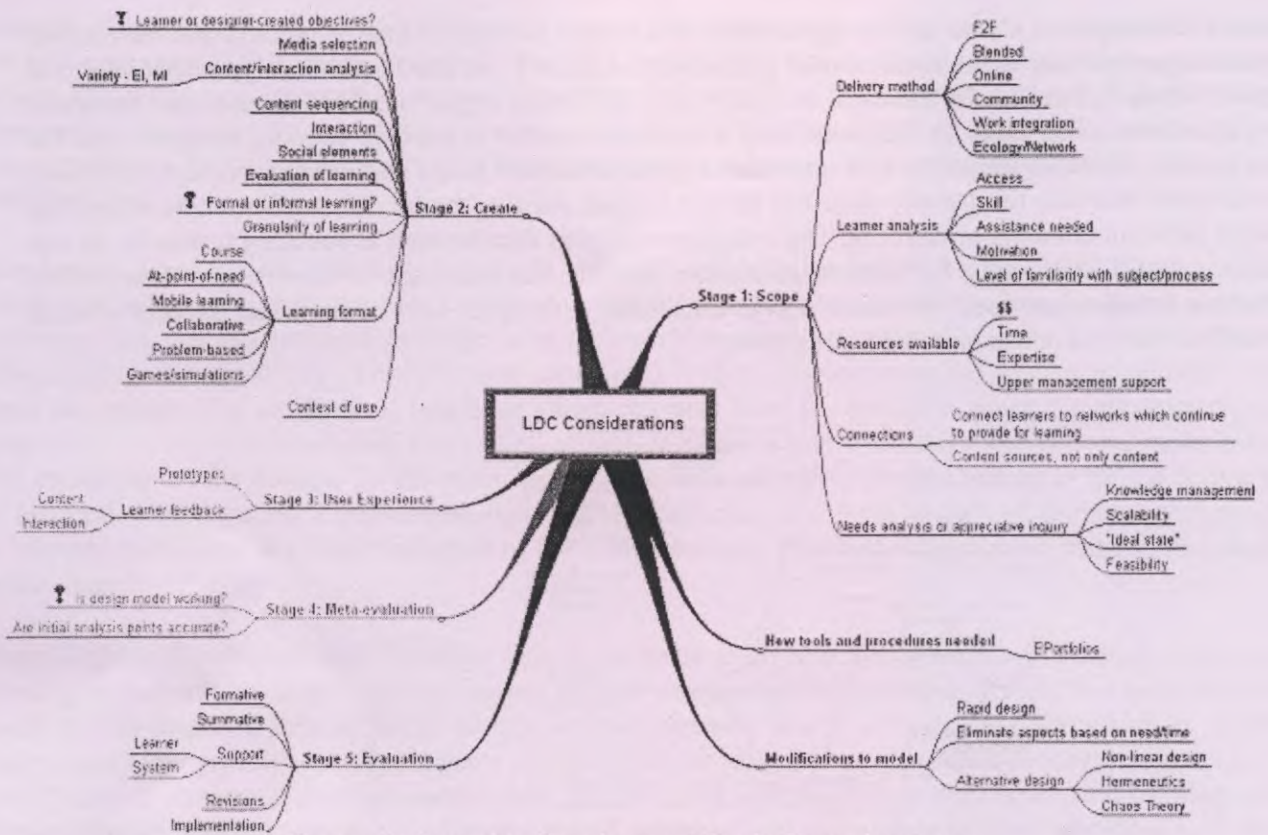 LDC Considerations
Stage 1: Scope
Delivery method
F2F
Blended
Online
Community
Work integration
Ecology/Network
Learner analysis
Access
Skill
Assistance needed
Motivation
Level of familiarity with subject/process
Resources available
$$
Time
Expertise
Upper management support
Connections
Connect learners to networks which continue
to provide for learning
Content sources, not only content
Needs analysis or appreciative inquiry
Knowledge management
Scalability
"Ideal state"
Feasibility
Stage 2: Create
Learner or designer-created objectives?
Media selection
Content/interaction analysis
Variety - EI, MI
Content sequencing
Interaction
Social elements
Evaluation of learning
Formal or informal learning?
Granularity of learning
Learning format
Course
At-point-of-need
Mobile learning
Collaborative
Problem-based
Games/simulations
Context of use
Stage 3: User Experience
Prototypes
Learner feedback
Content
Interaction
Stage 4: Meta-evaluation
Is design model working?
Are initial analysis points accurate?
Stage 5: Evaluation
Formative
Summative
Support
Learner
System
Revisions
Implementation
New tools and procedures needed
EPortfolios
Modifications to model
Rapid design
Eliminate aspects based on need/time
Alternative design
Non-linear design
Hermeneutics
Chaos Theory